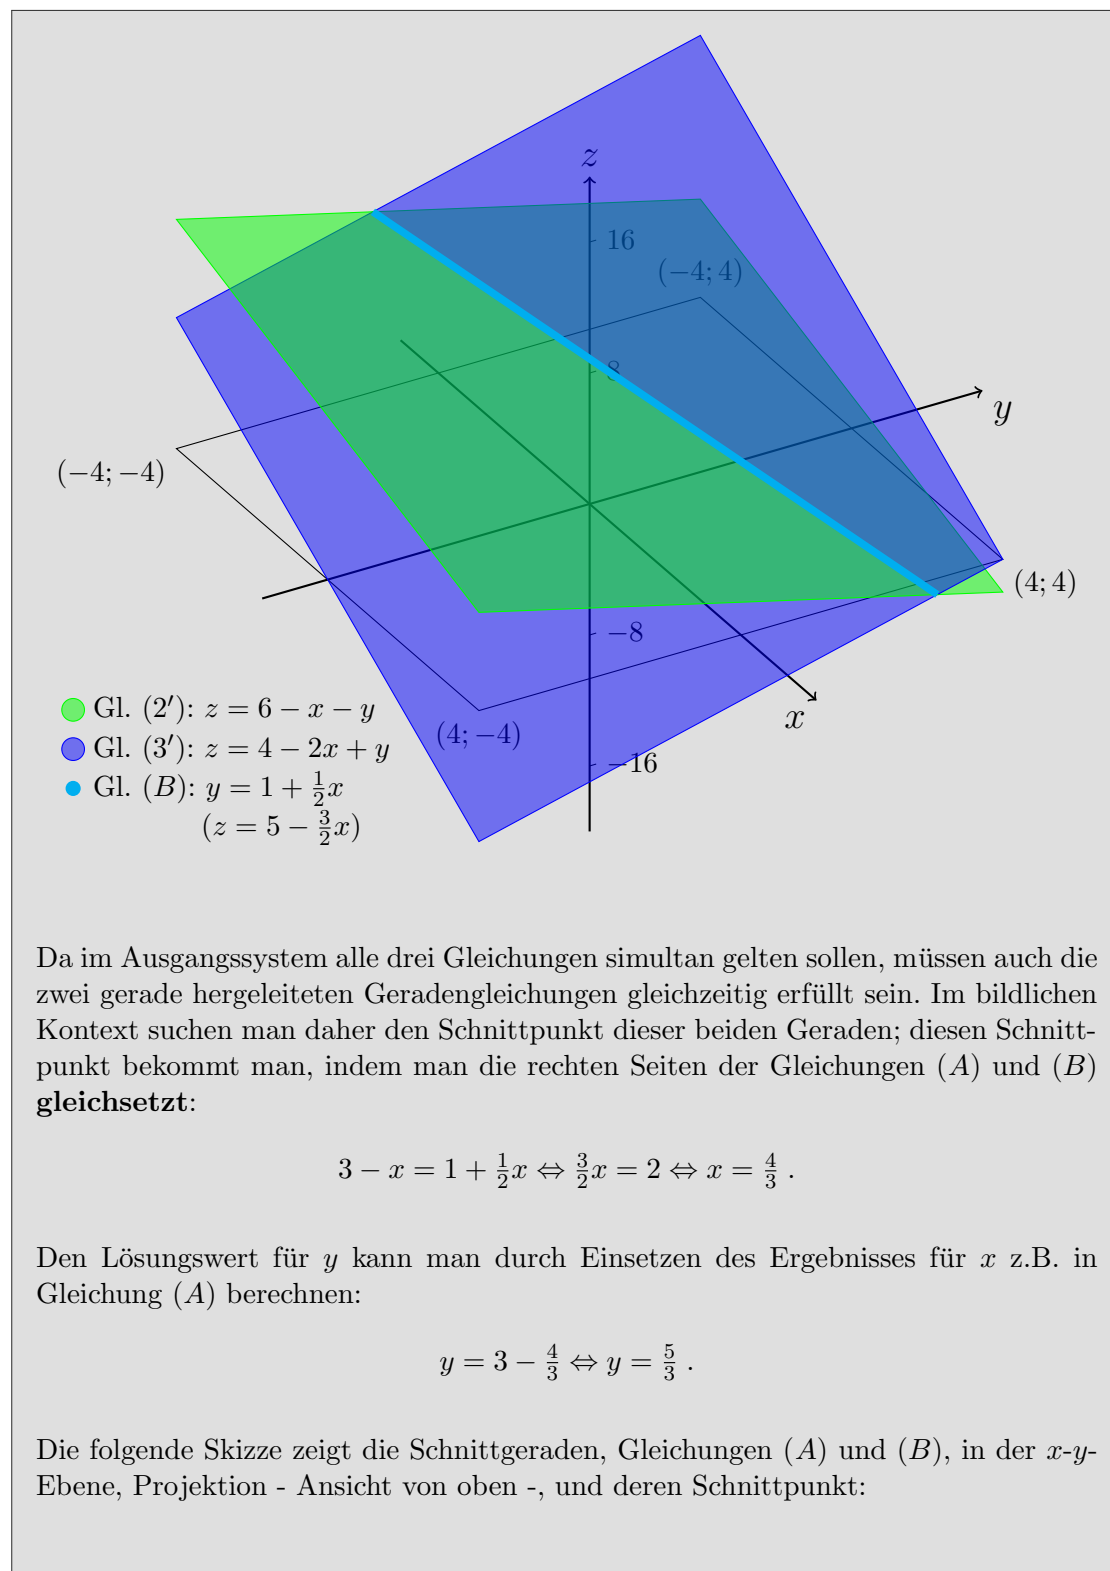 z
16
(−4; 4)
8
y
(−4; −4)
(4; 4)
−8
x
(4; −4)
−16
Gl. (2′): z = 6 − x − y
Gl. (3′): z = 4 − 2x + y
Gl. (B): y = 1 + 1/2 x
(z = 5 − 3/2 x)
Da im Ausgangssystem alle drei Gleichungen simultan gelten sollen, müssen auch die
zwei gerade hergeleiteten Geradengleichungen gleichzeitig erfüllt sein. Im bildlichen
Kontext suchen man daher den Schnittpunkt dieser beiden Geraden; diesen Schnitt-
punkt bekommt man, indem man die rechten Seiten der Gleichungen (A) und (B)
gleichsetzt:
3 − x = 1 + 1/2 x ⇔ 3/2 x = 2 ⇔ x = 4/3 .
Den Lösungswert für y kann man durch Einsetzen des Ergebnisses für x z.B. in
Gleichung (A) berechnen:
y = 3 − 4/3 ⇔ y = 5/3 .
Die folgende Skizze zeigt die Schnittgeraden, Gleichungen (A) und (B), in der x-y-
Ebene, Projektion - Ansicht von oben -, und deren Schnittpunkt: